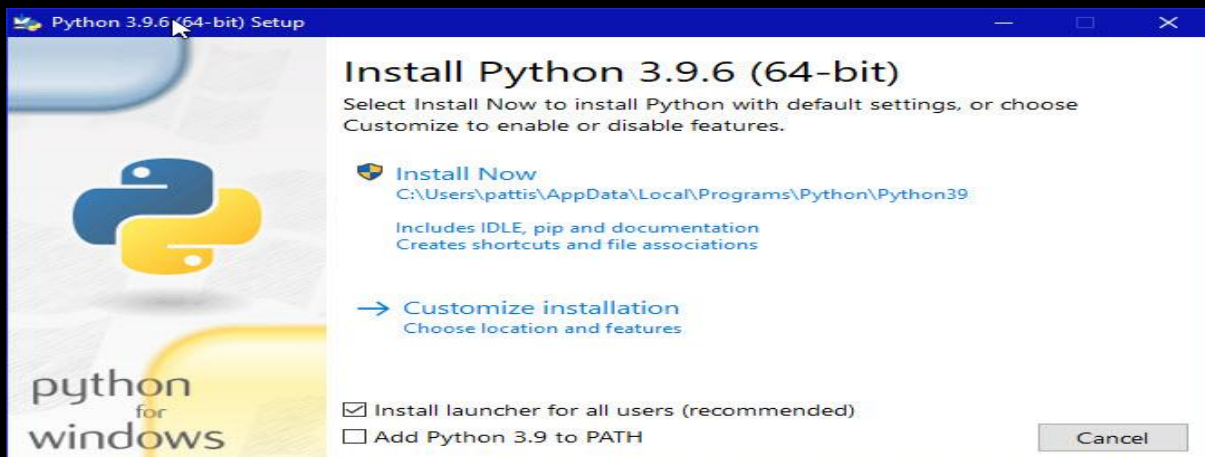 Python 3.9.6 (64-bit) Setup
Install Python 3.9.6 (64-bit)
Select Install Now to install Python with default settings, or choose
Customize to enable or disable features.
Install Now
C:\Users\pattis\AppData\Local\Programs\Python\Python39
Includes IDLE, pip and documentation
Creates shortcuts and file associations
Customize installation
Choose location and features
python
for
windows
Install launcher for all users (recommended)
Add Python 3.9 to PATH
Cancel